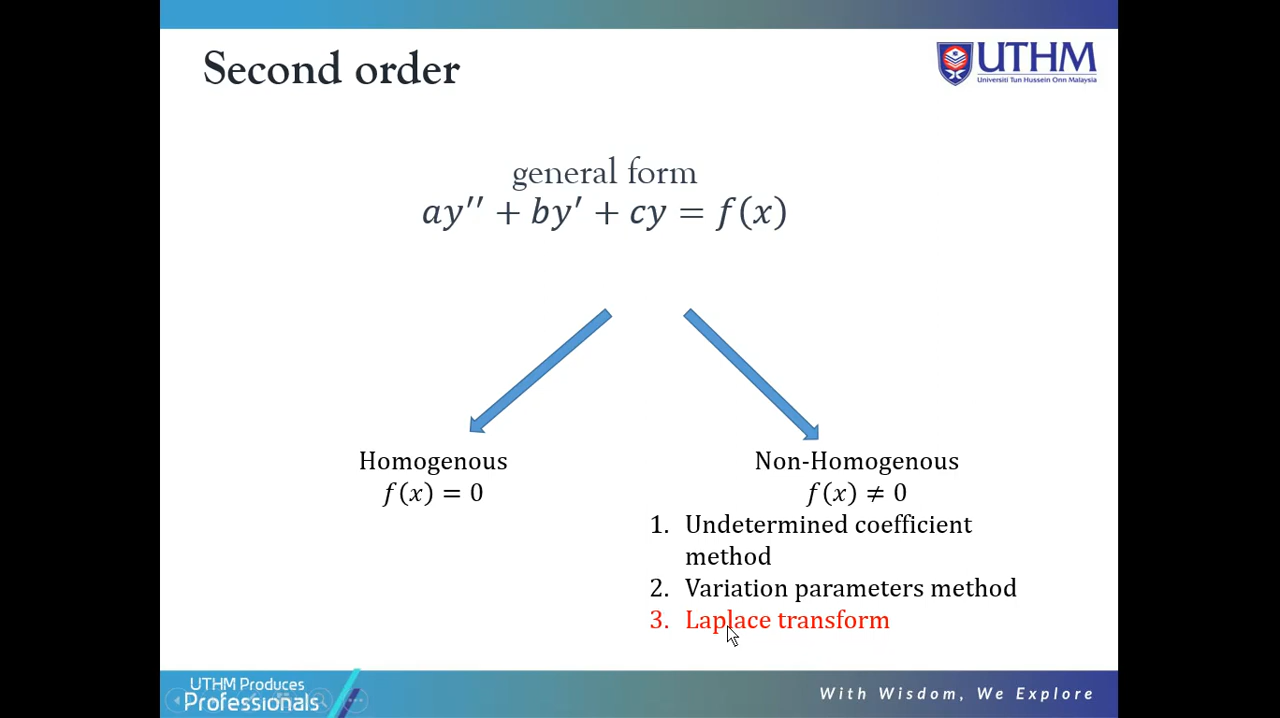 Second order
UTHM
Universiti Tun Hussein Onn Malaysia
general form
ay′′ + by′ + cy = f(x)
Homogenous
f(x) = 0
Non-Homogenous
f(x) ≠ 0
1. Undetermined coefficient
method
2. Variation parameters method
3. Laplace transform
UTHM Produces
Professionals
With Wisdom, We Explore